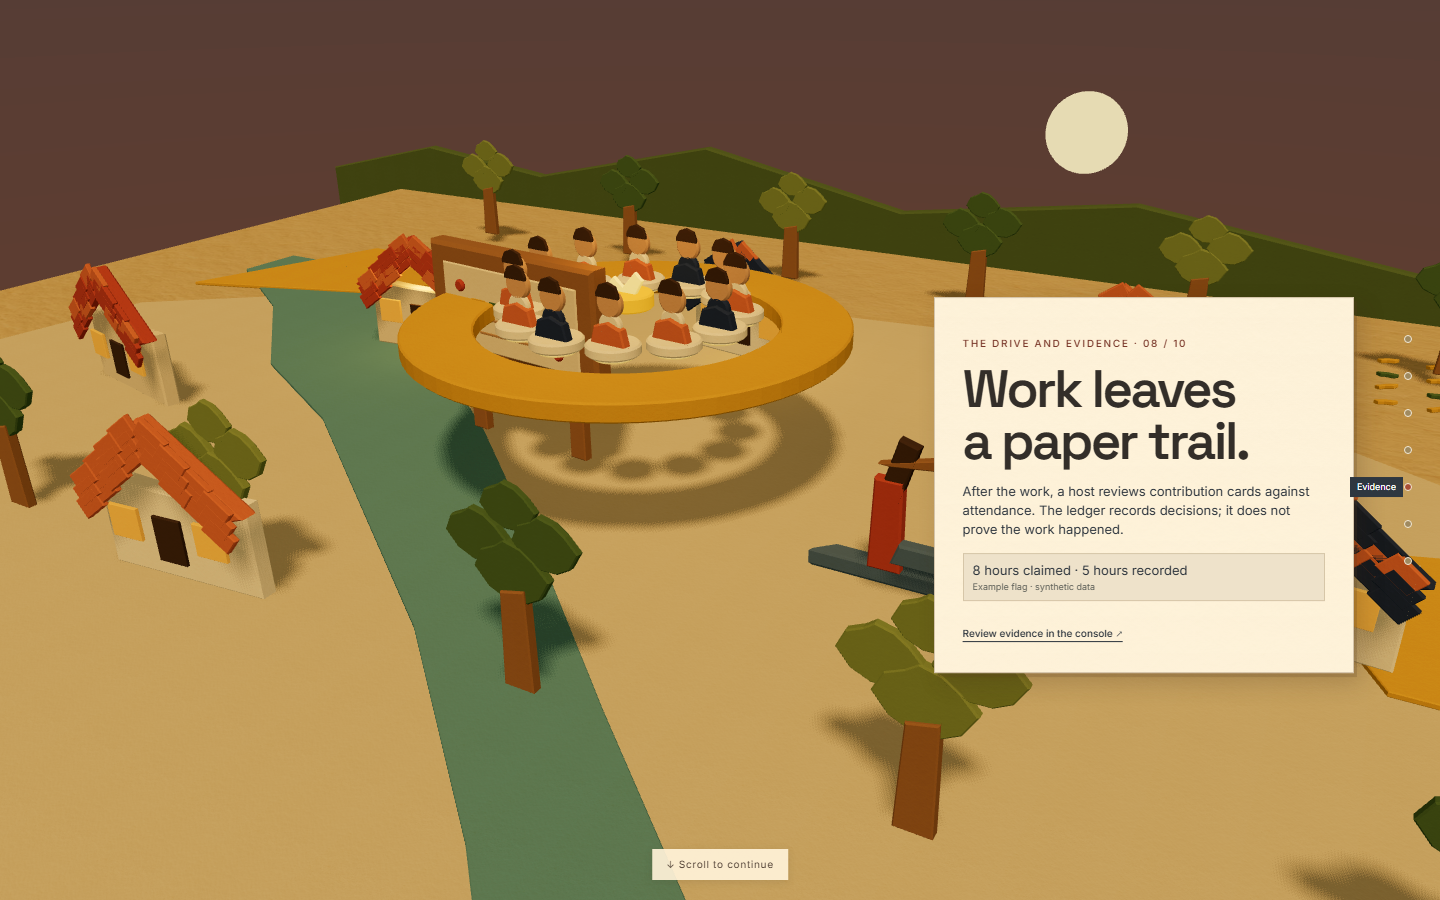 THE DRIVE AND EVIDENCE · 08 / 10
Work leaves
a paper trail.
After the work, a host reviews contribution cards against
attendance. The ledger records decisions; it does not
prove the work happened.
8 hours claimed · 5 hours recorded
Example flag · synthetic data
Review evidence in the console ↗
Evidence
↓ Scroll to continue